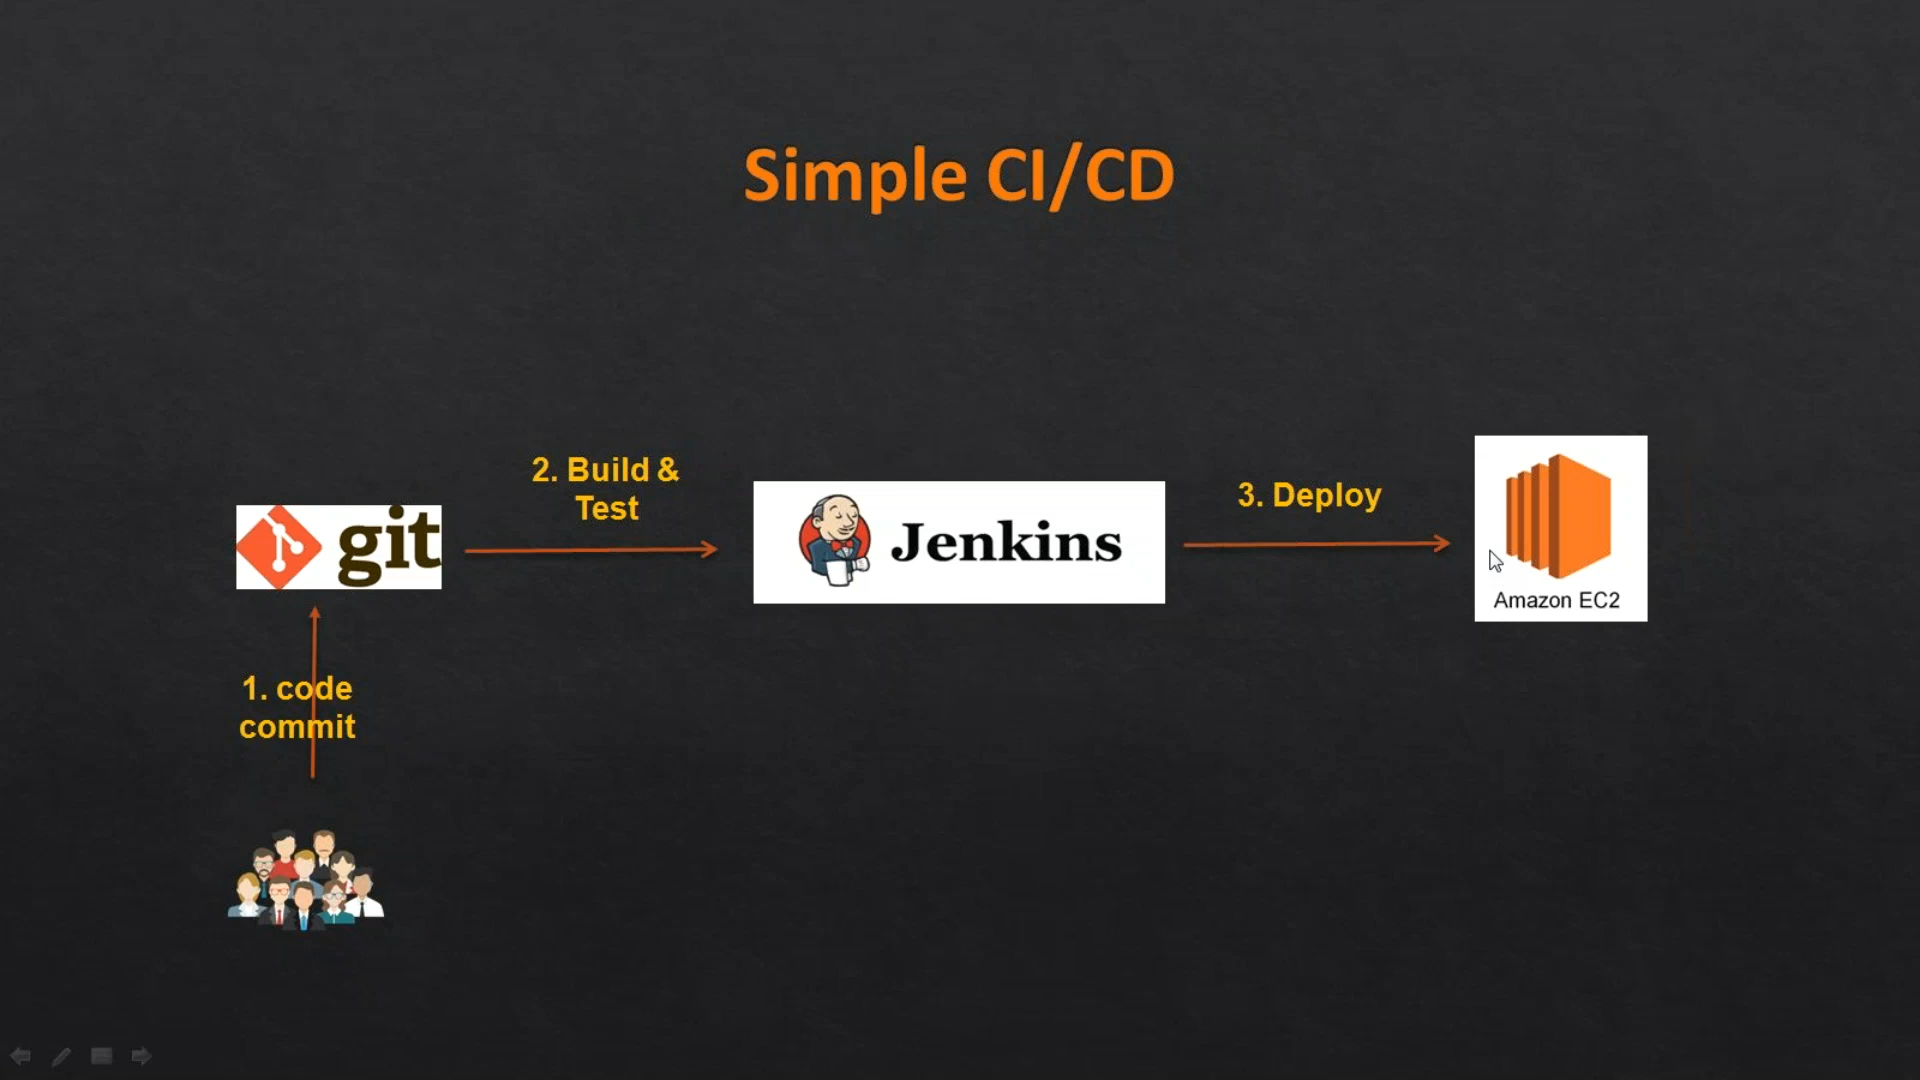 Simple CI/CD
2. Build &
Test
3. Deploy
git
Jenkins
Amazon EC2
1. code
commit